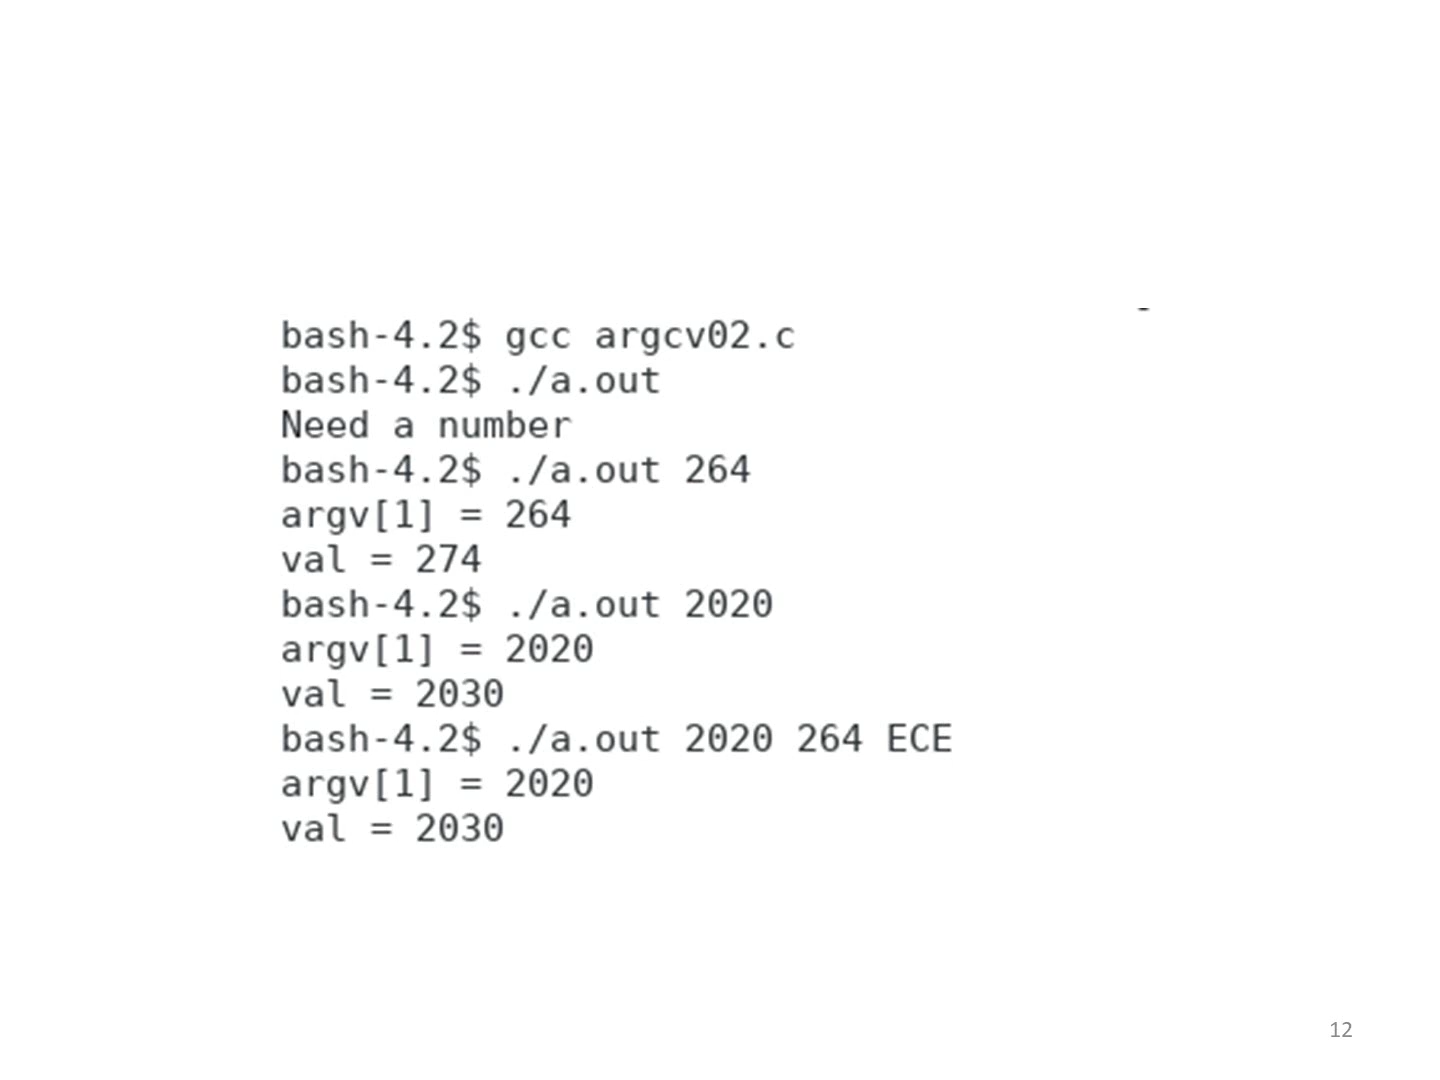 bash-4.2$ gcc argcv02.c
bash-4.2$ ./a.out
Need a number
bash-4.2$ ./a.out 264
argv[1] = 264
val = 274
bash-4.2$ ./a.out 2020
argv[1] = 2020
val = 2030
bash-4.2$ ./a.out 2020 264 ECE
argv[1] = 2020
val = 2030
12